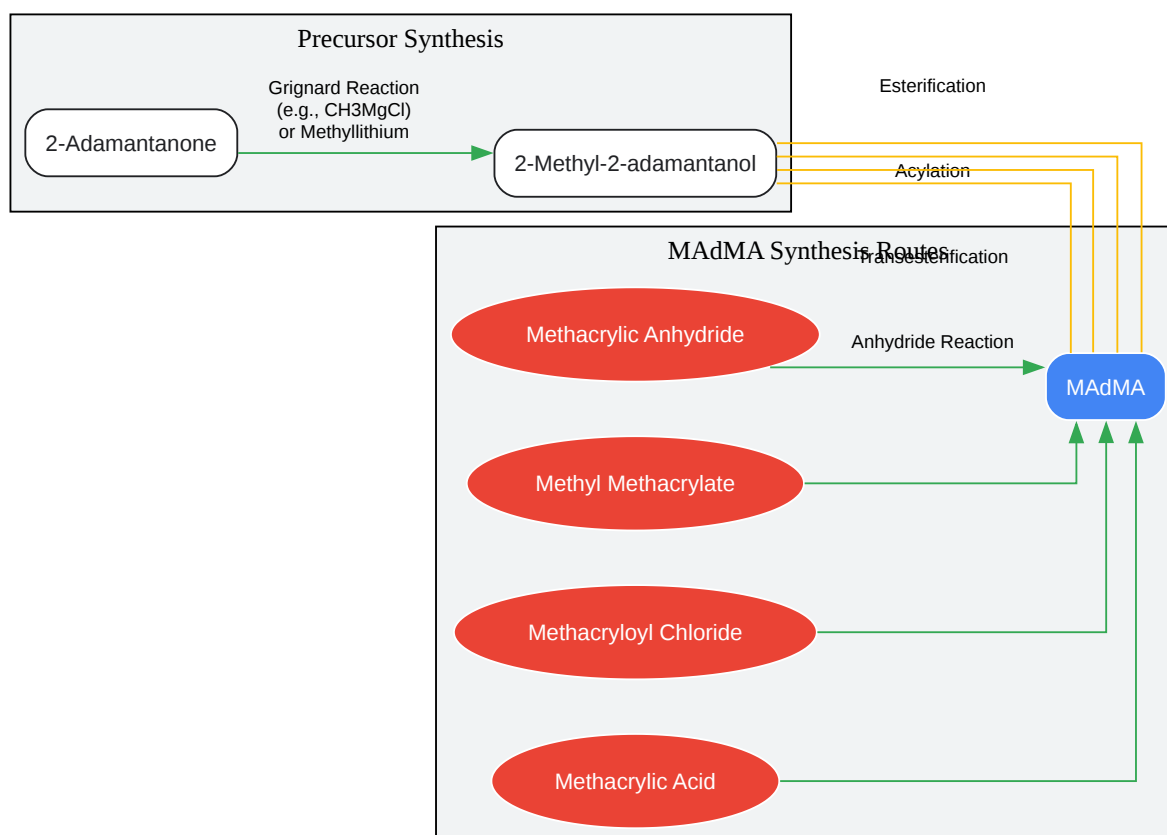 Precursor Synthesis
Grignard Reaction
(e.g., CH3MgCl)
or Methyllithium
2-Adamantanone
2-Methyl-2-adamantanol
Esterification
Acylation
MAdMA Synthesis Routes
Transesterification
Methacrylic Anhydride
Anhydride Reaction
MAdMA
Methyl Methacrylate
Methacryloyl Chloride
Methacrylic Acid